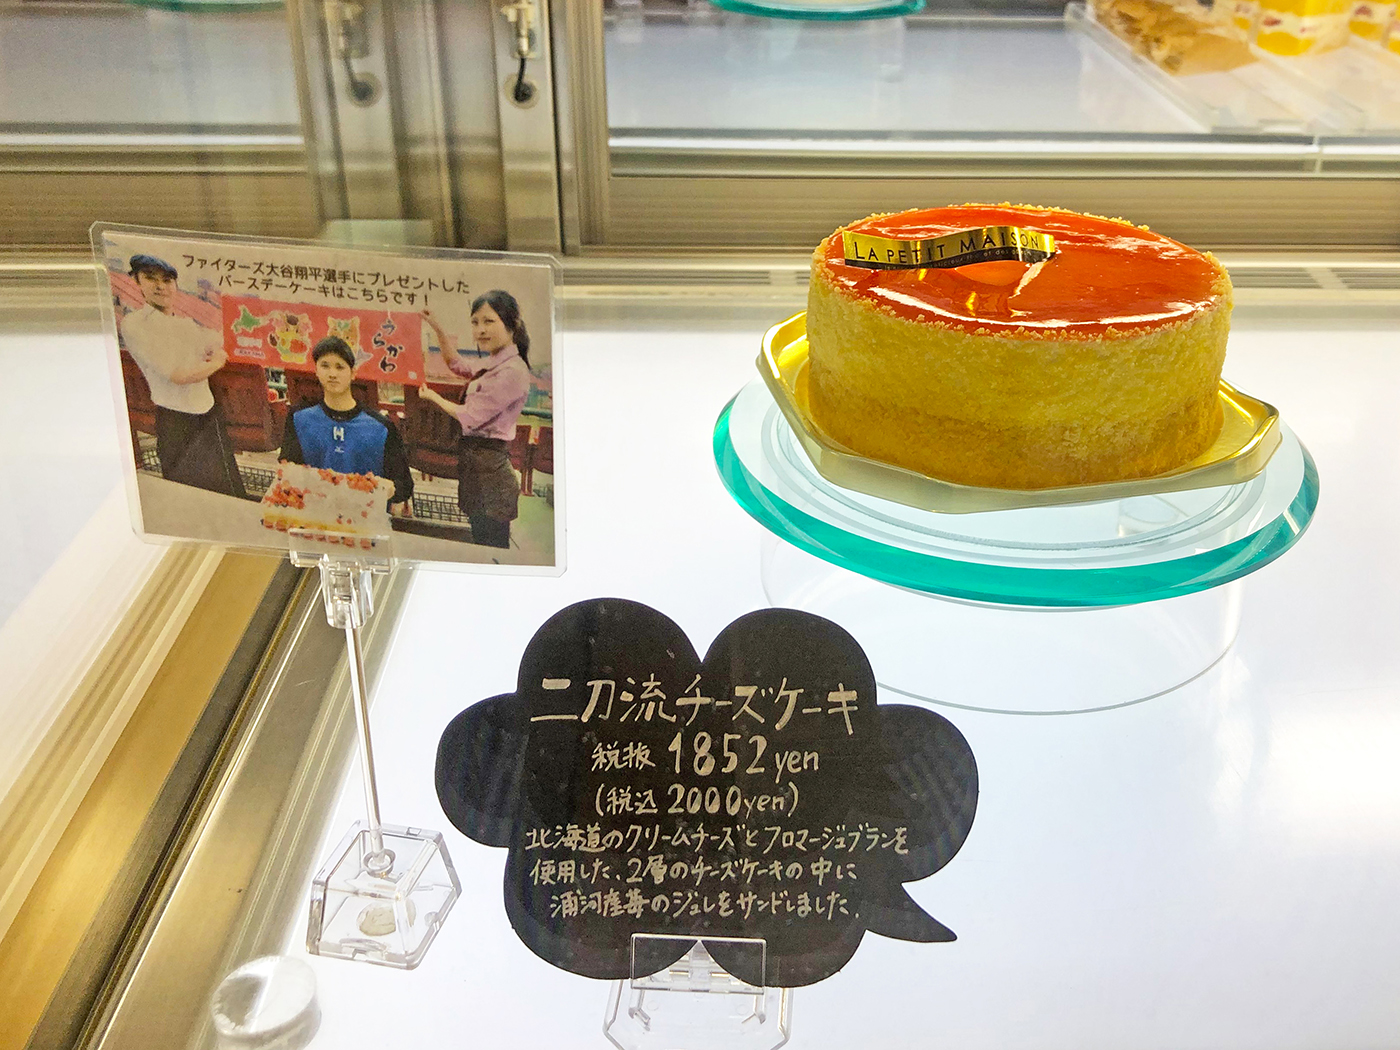 ファイターズ大谷翔平選手にプレゼントした
バースデーケーキはこちらです！
うらかわ
H
LA PETIT MAISON
二刀流チーズケーキ
税抜 1852yen
(税込 2000yen)
北海道のクリームチーズとフロマージュブランを
使用した、2層のチーズケーキの中に
浦河産苺のジュレをサンドしました。